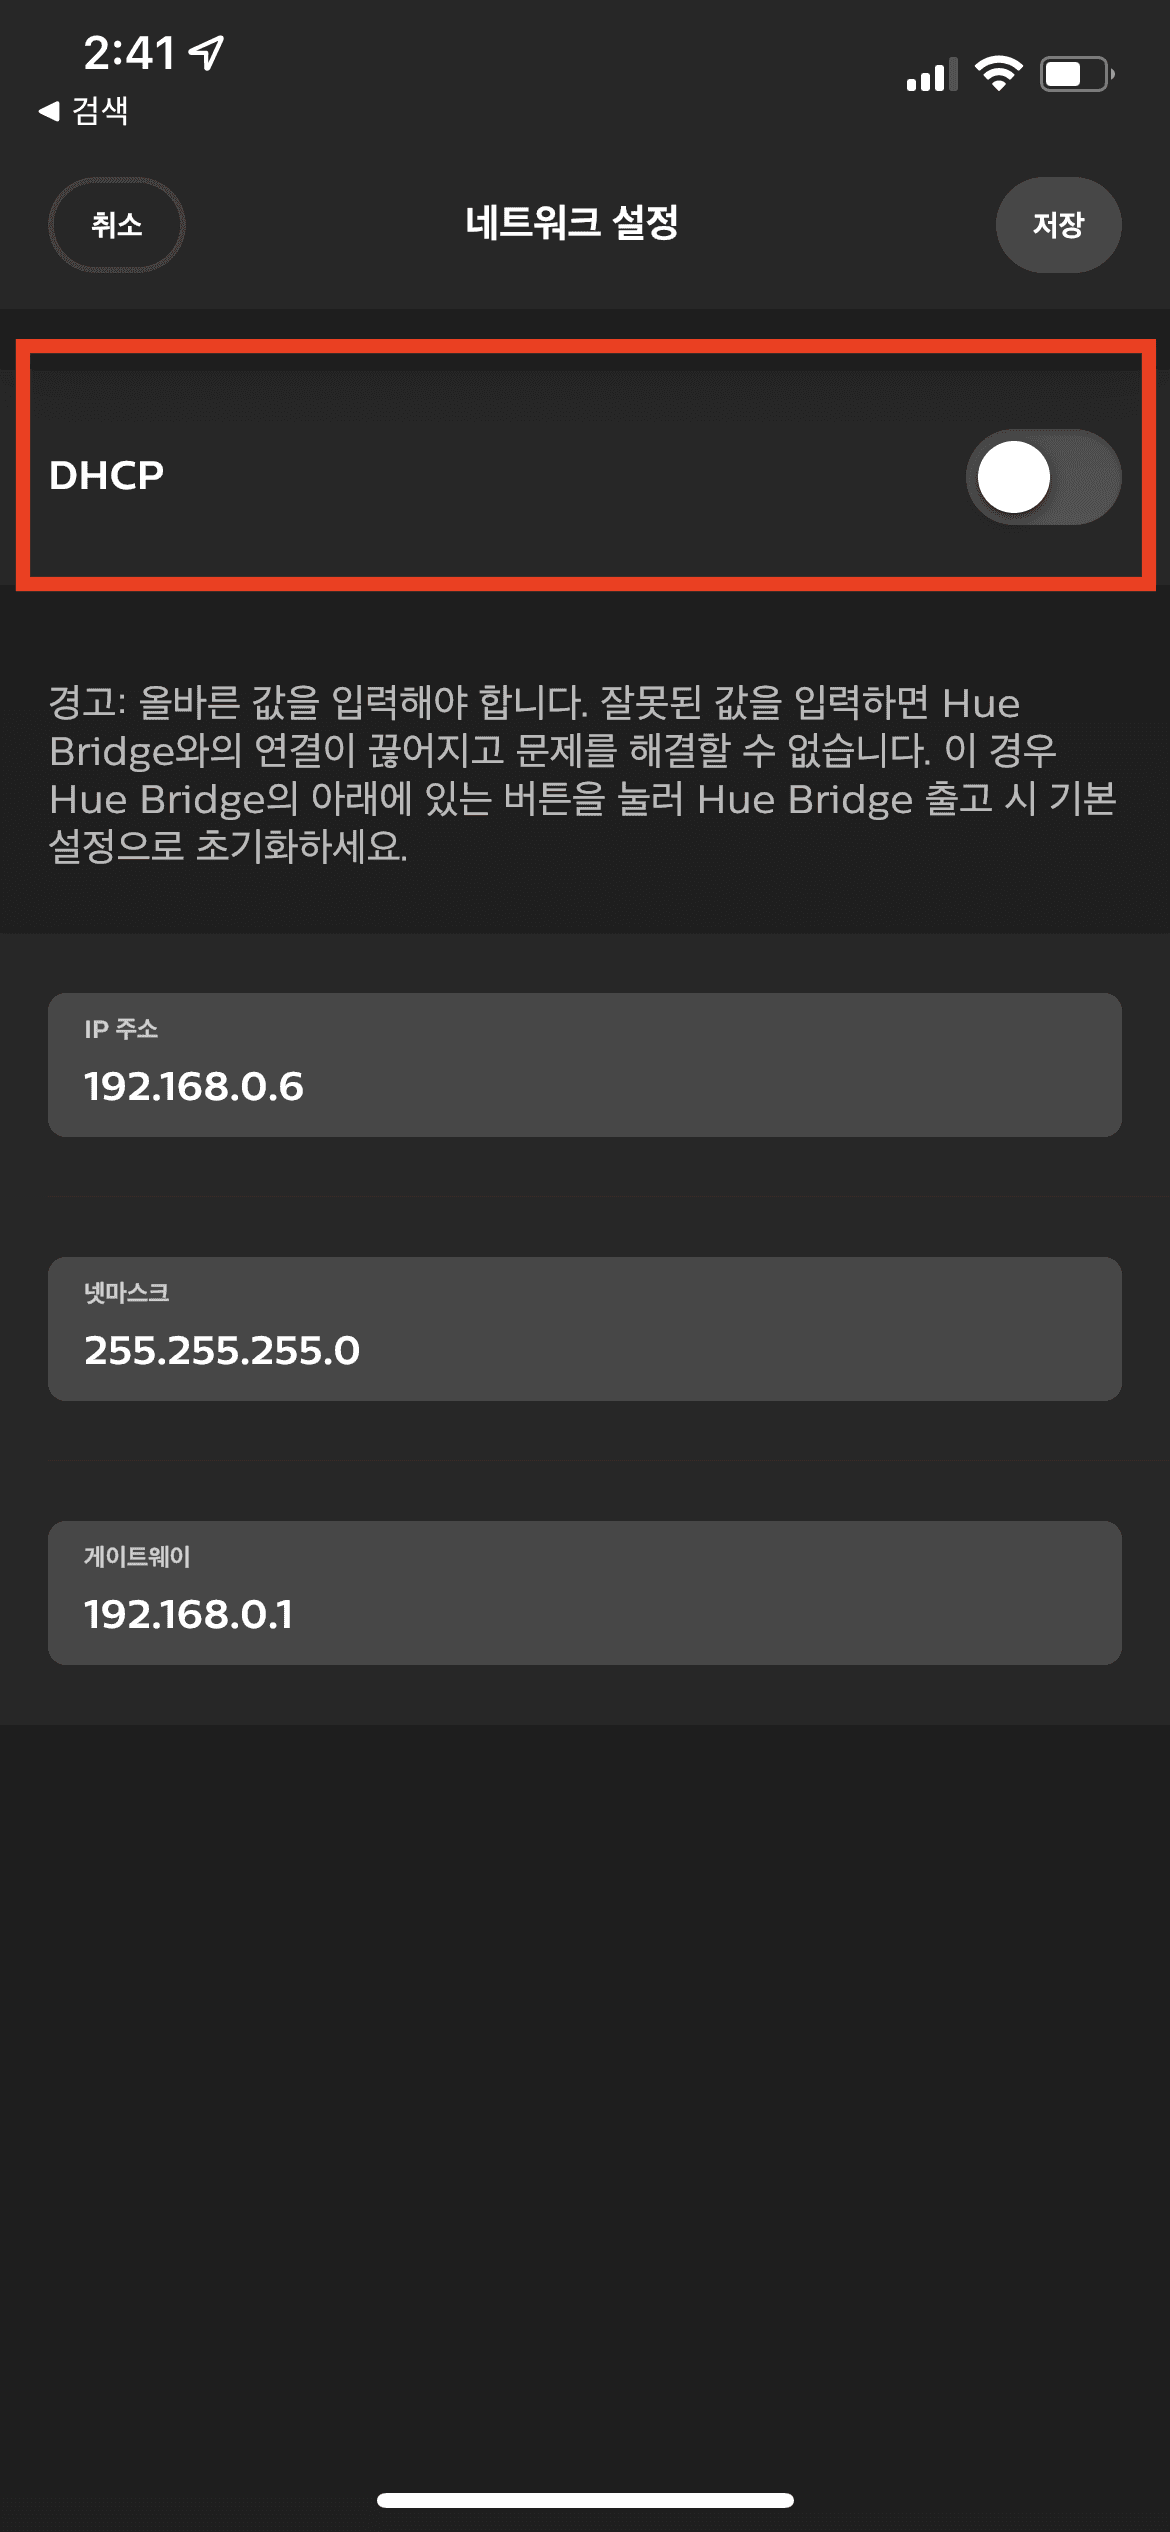 2:41
◀ 검색
취소
네트워크 설정
저장
DHCP
경고: 올바른 값을 입력해야 합니다. 잘못된 값을 입력하면 Hue
Bridge와의 연결이 끊어지고 문제를 해결할 수 없습니다. 이 경우
Hue Bridge의 아래에 있는 버튼을 눌러 Hue Bridge 출고 시 기본
설정으로 초기화하세요.
IP 주소
192.168.0.6
넷마스크
255.255.255.0
게이트웨이
192.168.0.1